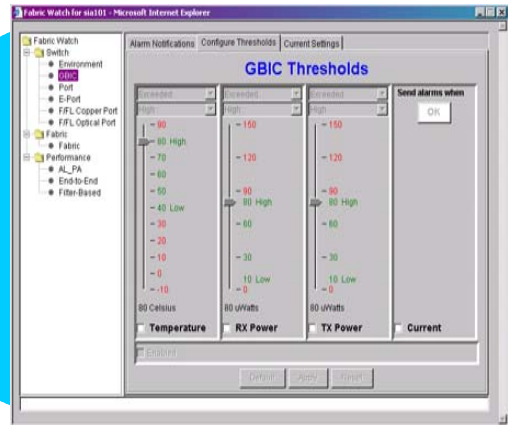 Fabric Watch for sia101 - Microsoft Internet Explorer
Fabric Watch
Switch
Environment
GBIC
Port
E-Port
F/FL Copper Port
F/FL Optical Port
Fabric
Fabric
Performance
AL_PA
End-to-End
Filter-Based
Alarm Notifications
Configure Thresholds
Current Settings
GBIC Thresholds
Exceeded
High
90
80 High
70
60
50
40 Low
30
20
10
0
-10
80 Celsius
Temperature
Exceeded
High
150
120
90
80 High
60
30
10 Low
0
80 uWatts
RX Power
Exceeded
High
150
120
90
80 High
60
30
10 Low
0
80 uWatts
TX Power
Send alarms when
OK
Current
Enabled
Default
Apply
Reset